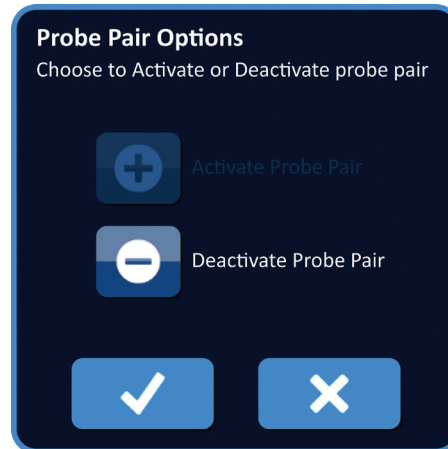 Probe Pair Options
Choose to Activate or Deactivate probe pair
Activate Probe Pair
Deactivate Probe Pair